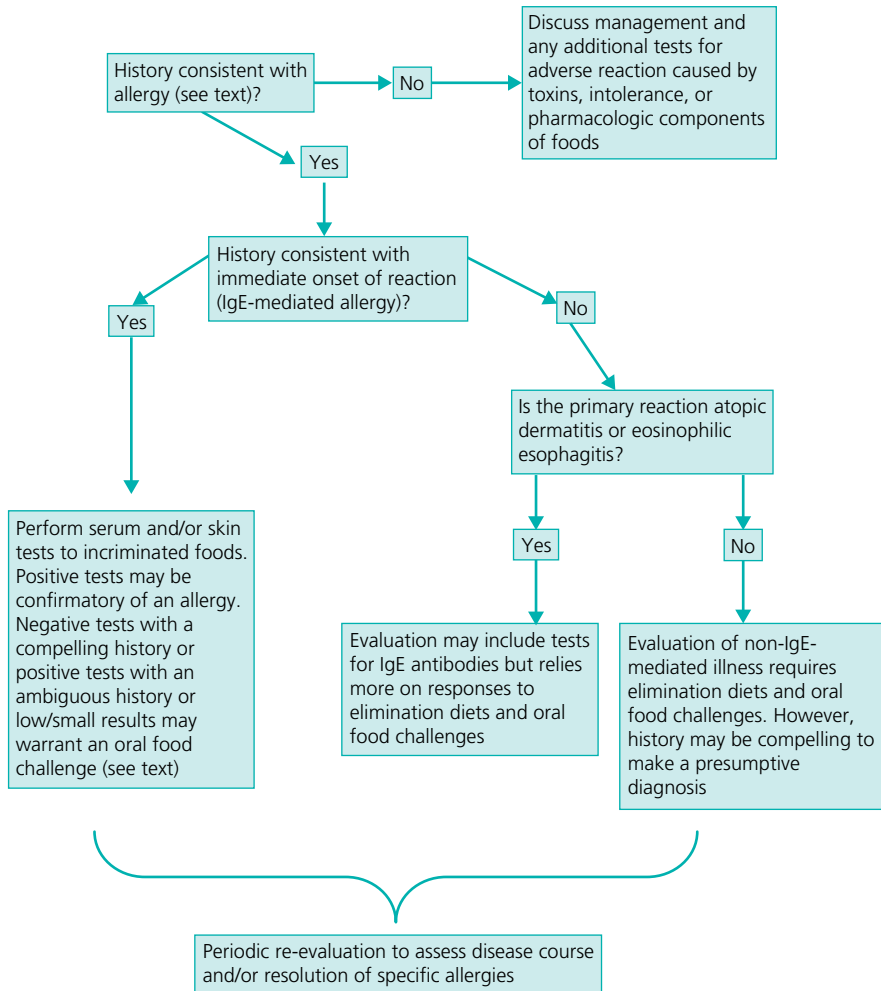 History consistent with
allergy (see text)?
No
Discuss management and
any additional tests for
adverse reaction caused by
toxins, intolerance, or
pharmacologic components
of foods
Yes
History consistent with
immediate onset of reaction
(IgE-mediated allergy)?
Yes
No
Is the primary reaction atopic
dermatitis or eosinophilic
esophagitis?
Perform serum and/or skin
tests to incriminated foods.
Positive tests may be
confirmatory of an allergy.
Negative tests with a
compelling history or
positive tests with an
ambiguous history or
low/small results may
warrant an oral food
challenge (see text)
Yes
No
Evaluation may include tests
for IgE antibodies but relies
more on responses to
elimination diets and oral
food challenges
Evaluation of non-IgE-
mediated illness requires
elimination diets and oral
food challenges. However,
history may be compelling to
make a presumptive
diagnosis
Periodic re-evaluation to assess disease course
and/or resolution of specific allergies